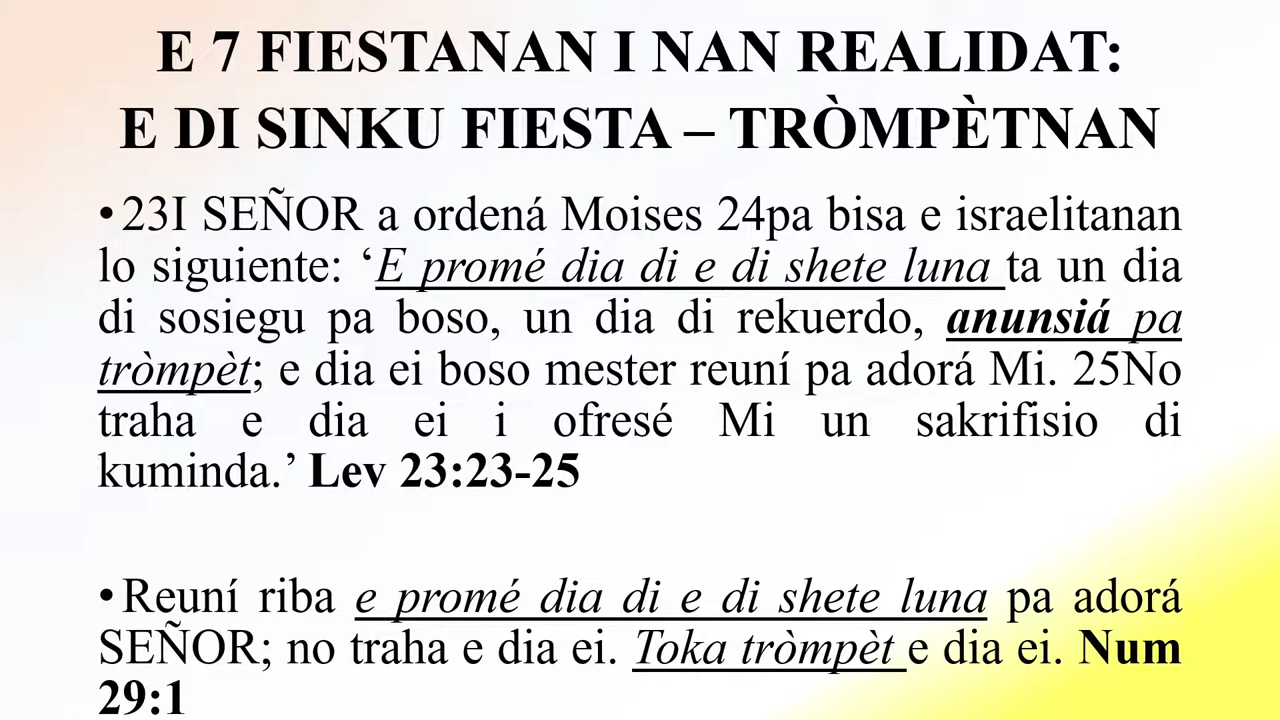 E 7 FIESTANAN I NAN REALIDAT:
E DI SINKU FIESTA – TRÒMPÈTNAN
•23I SEÑOR a ordená Moises 24pa bisa e israelitanan
lo siguiente: ‘E promé dia di e di shete luna ta un dia
di sosiegu pa boso, un dia di rekuerdo, anunsiá pa
tròmpèt; e dia ei boso mester reuní pa adorá Mi. 25No
traha e dia ei i ofresé Mi un sakrifisio di
kuminda.’ Lev 23:23-25
•Reuní riba e promé dia di e di shete luna pa adorá
SEÑOR; no traha e dia ei. Toka tròmpèt e dia ei. Num
29:1